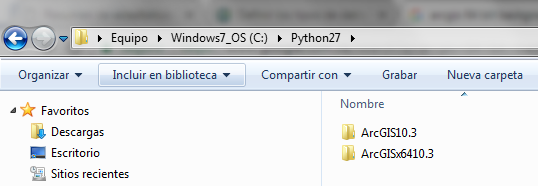 Equipo Windows7_OS (C:) Python27
Organizar Incluir en biblioteca Compartir con Grabar Nueva carpeta
Favoritos
Descargas
Escritorio
Sitios recientes
Nombre
ArcGIS10.3
ArcGISx6410.3